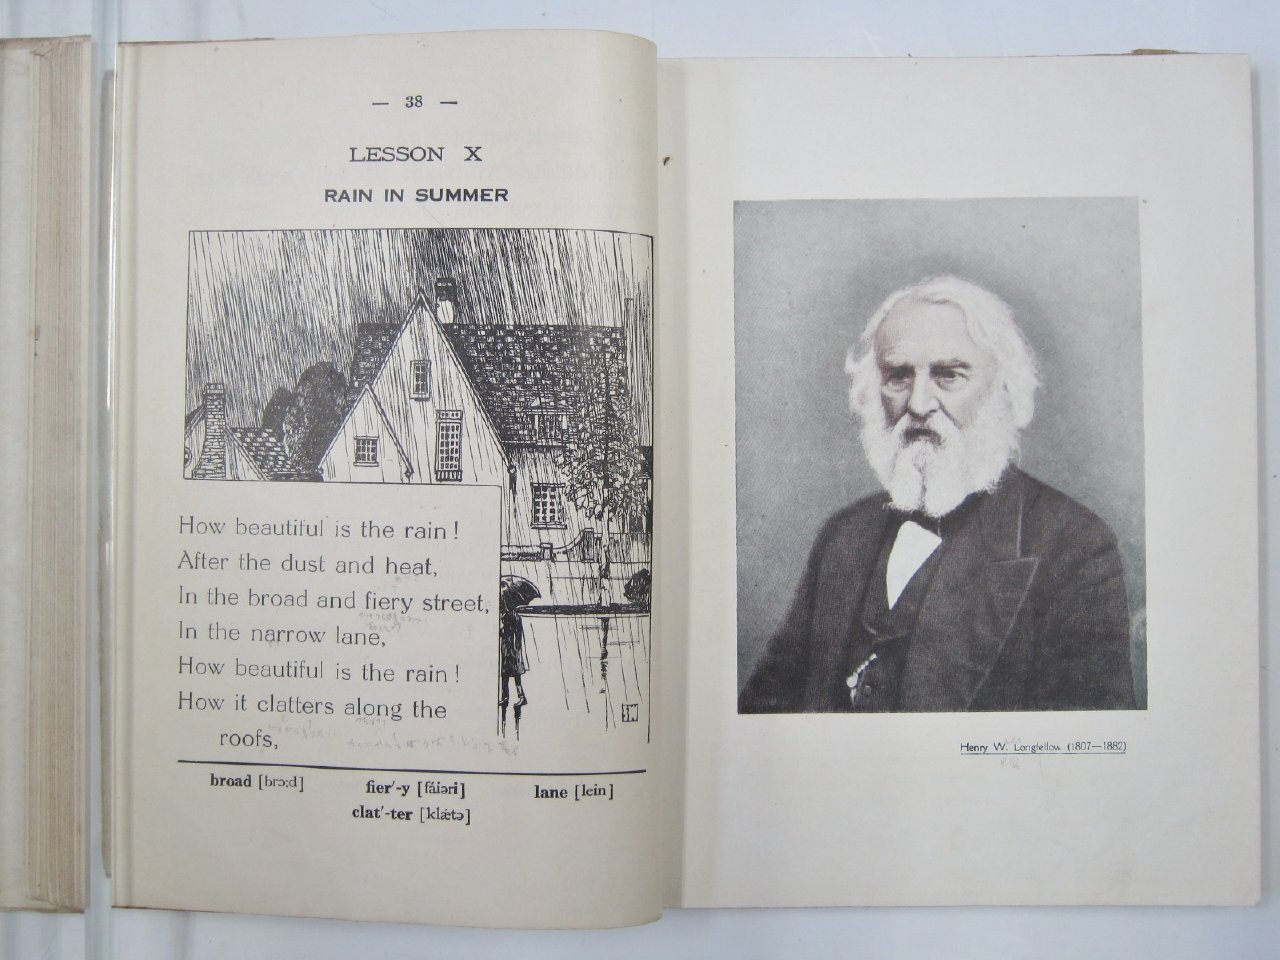 — 38 —
LESSON X
RAIN IN SUMMER
How beautiful is the rain!
After the dust and heat,
In the broad and fiery street,
In the narrow lane,
How beautiful is the rain!
How it clatters along the
roofs,
broad [brɔ:d] fier′-y [fáiəri] lane [lein]
clat′-ter [klǽtə]
Henry W. Longfellow (1807—1882)